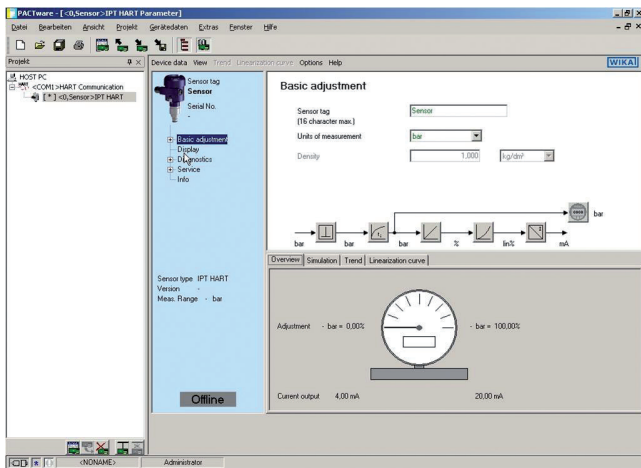 PACTware - [<0,Sensor>IPT HART Parameter]
Datei Bearbeiten Ansicht Projekt Gerätedaten Extras Fenster Hilfe
Projekt
HOST PC
<COM1>HART Communication
[*] <0,Sensor>IPT HART
Device data View Trend Linearization curve Options Help
WIKA
Sensor tag
Sensor
Serial No.
-
Basic adjustment
Display
Diagnostics
Service
Info
Sensor type IPT HART
Version -
Meas. Range - bar
Offline
Basic adjustment
Sensor tag Sensor
(16 character max.)
Units of measurement bar
Density 1,000 kg/dm³
bar
bar bar bar % lin% mA
Overview Simulation Trend Linearization curve
Adjustment - bar = 0,00% - bar = 100,00%
Current output 4,00 mA 20,00 mA
<NONAME> Administrator